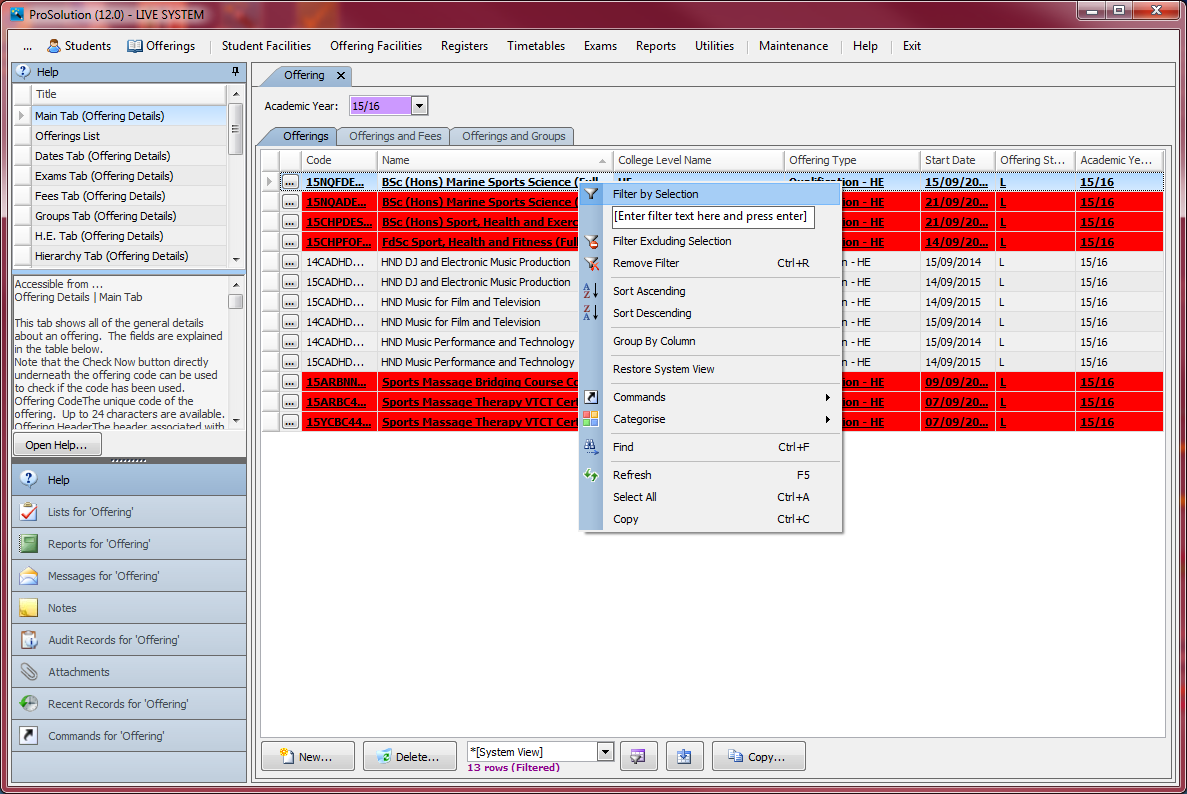 ProSolution (12.0) - LIVE SYSTEM
... Students Offerings Student Facilities Offering Facilities Registers Timetables Exams Reports Utilities Maintenance Help Exit
Help
Title
Main Tab (Offering Details)
Offerings List
Dates Tab (Offering Details)
Exams Tab (Offering Details)
Fees Tab (Offering Details)
Groups Tab (Offering Details)
H.E. Tab (Offering Details)
Hierarchy Tab (Offering Details)
Accessible from ...
Offering Details | Main Tab
This tab shows all of the general details
about an offering. The fields are explained
in the table below.
Note that the Check Now button directly
underneath the offering code can be used
to check if the code has been used.
Offering CodeThe unique code of the
offering. Up to 24 characters are available.
Offering HeaderThe header associated with
Open Help...
Help
Lists for 'Offering'
Reports for 'Offering'
Messages for 'Offering'
Notes
Audit Records for 'Offering'
Attachments
Recent Records for 'Offering'
Commands for 'Offering'
Offering
Academic Year: 15/16
Offerings Offerings and Fees Offerings and Groups
Code Name College Level Name Offering Type Start Date Offering St... Academic Ye...
... 15NQFDE... BSc (Hons) Marine Sports Science (Full HE Qualification - HE 15/09/20... L 15/16
... 15NQADE... BSc (Hons) Marine Sports Science ion - HE 21/09/20... L 15/16
... 15CHPDES... BSc (Hons) Sport, Health and Exerc ion - HE 21/09/20... L 15/16
... 15CHPFOF... FdSc Sport, Health and Fitness (Ful ion - HE 14/09/20... L 15/16
... 14CADHD... HND DJ and Electronic Music Production n - HE 15/09/2014 L 15/16
... 15CADHD... HND DJ and Electronic Music Production n - HE 14/09/2015 L 15/16
... 15CADHD... HND Music for Film and Television n - HE 14/09/2015 L 15/16
... 14CADHD... HND Music for Film and Television n - HE 15/09/2014 L 15/16
... 14CADHD... HND Music Performance and Technology n - HE 15/09/2014 L 15/16
... 15CADHD... HND Music Performance and Technology n - HE 14/09/2015 L 15/16
... 15ARBNN... Sports Massage Bridging Course Co ion - HE 09/09/20... L 15/16
... 15ARBC4... Sports Massage Therapy VTCT Cer ion - HE 07/09/20... L 15/16
... 15YCBC44... Sports Massage Therapy VTCT Cer ion - HE 07/09/20... L 15/16
Filter by Selection
[Enter filter text here and press enter]
Filter Excluding Selection
Remove Filter Ctrl+R
Sort Ascending
Sort Descending
Group By Column
Restore System View
Commands
Categorise
Find Ctrl+F
Refresh F5
Select All Ctrl+A
Copy Ctrl+C
New... Delete... *[System View] Copy...
13 rows (Filtered)